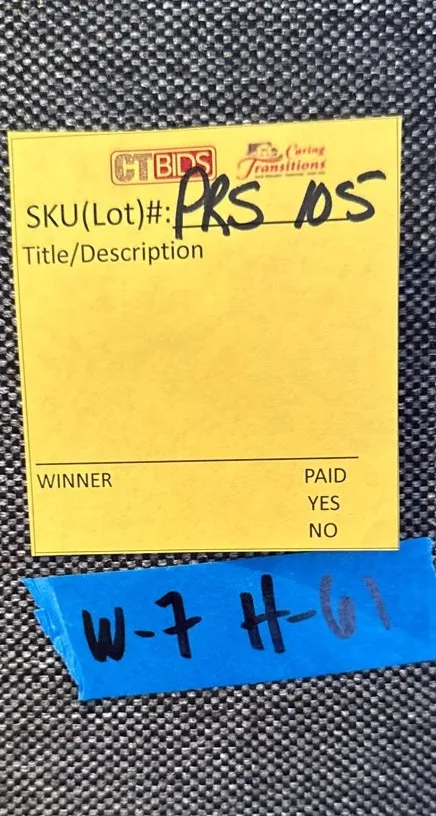 CTBIDS Caring Transitions
SKU(Lot)#: PRS 105
Title/Description
WINNER PAID
YES
NO
W-7 H-61